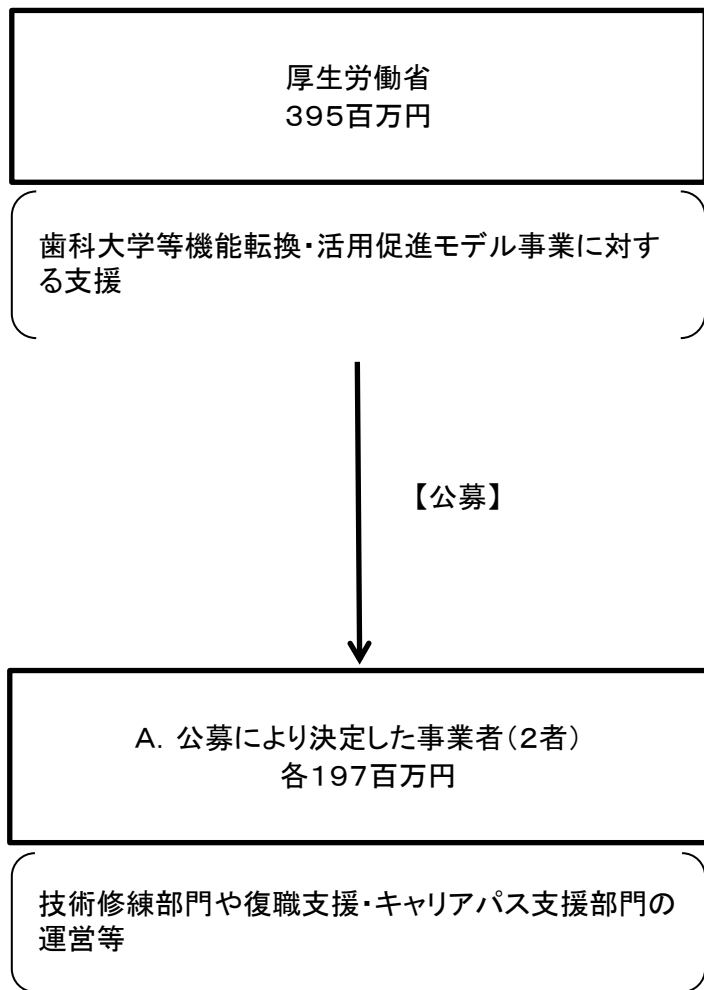 厚生労働省
395百万円
歯科大学等機能転換・活用促進モデル事業に対す
る支援
【公募】
A. 公募により決定した事業者（2者）
各197百万円
技術修練部門や復職支援・キャリアパス支援部門の
運営等